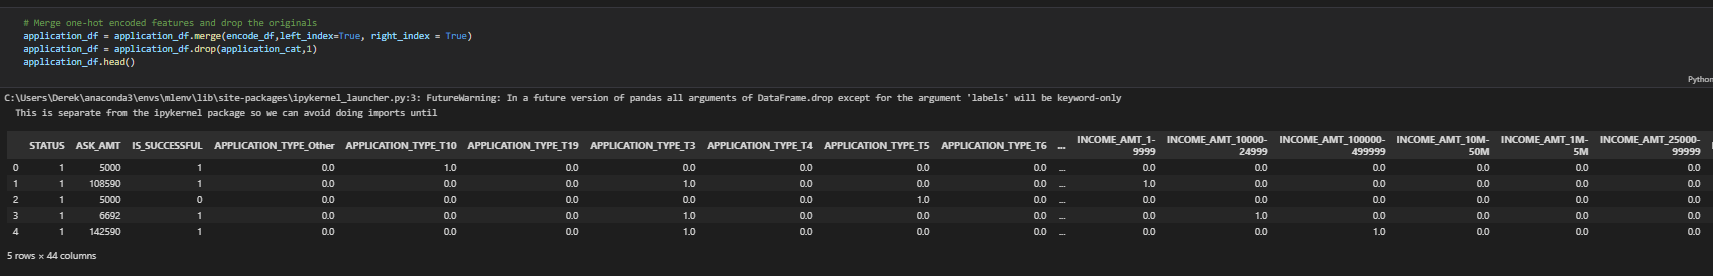 # Merge one-hot encoded features and drop the originals
application_df = application_df.merge(encode_df,left_index=True, right_index = True)
application_df = application_df.drop(application_cat,1)
application_df.head()
Python
C:\Users\Derek\anaconda3\envs\mlenv\lib\site-packages\ipykernel_launcher.py:3: FutureWarning: In a future version of pandas all arguments of DataFrame.drop except for the argument 'labels' will be keyword-only
This is separate from the ipykernel package so we can avoid doing imports until
STATUS ASK_AMT IS_SUCCESSFUL APPLICATION_TYPE_Other APPLICATION_TYPE_T10 APPLICATION_TYPE_T19 APPLICATION_TYPE_T3 APPLICATION_TYPE_T4 APPLICATION_TYPE_T5 APPLICATION_TYPE_T6 ... INCOME_AMT_1- INCOME_AMT_10000- INCOME_AMT_100000- INCOME_AMT_10M- INCOME_AMT_1M- INCOME_AMT_25000-
9999 24999 499999 50M 5M 99999
0 1 5000 1 0.0 1.0 0.0 0.0 0.0 0.0 0.0 ... 0.0 0.0 0.0 0.0 0.0 0.0
1 1 108590 1 0.0 0.0 0.0 1.0 0.0 0.0 0.0 ... 1.0 0.0 0.0 0.0 0.0 0.0
2 1 5000 0 0.0 0.0 0.0 0.0 0.0 1.0 0.0 ... 0.0 0.0 0.0 0.0 0.0 0.0
3 1 6692 1 0.0 0.0 0.0 1.0 0.0 0.0 0.0 ... 0.0 1.0 0.0 0.0 0.0 0.0
4 1 142590 1 0.0 0.0 0.0 1.0 0.0 0.0 0.0 ... 0.0 0.0 1.0 0.0 0.0 0.0
5 rows × 44 columns